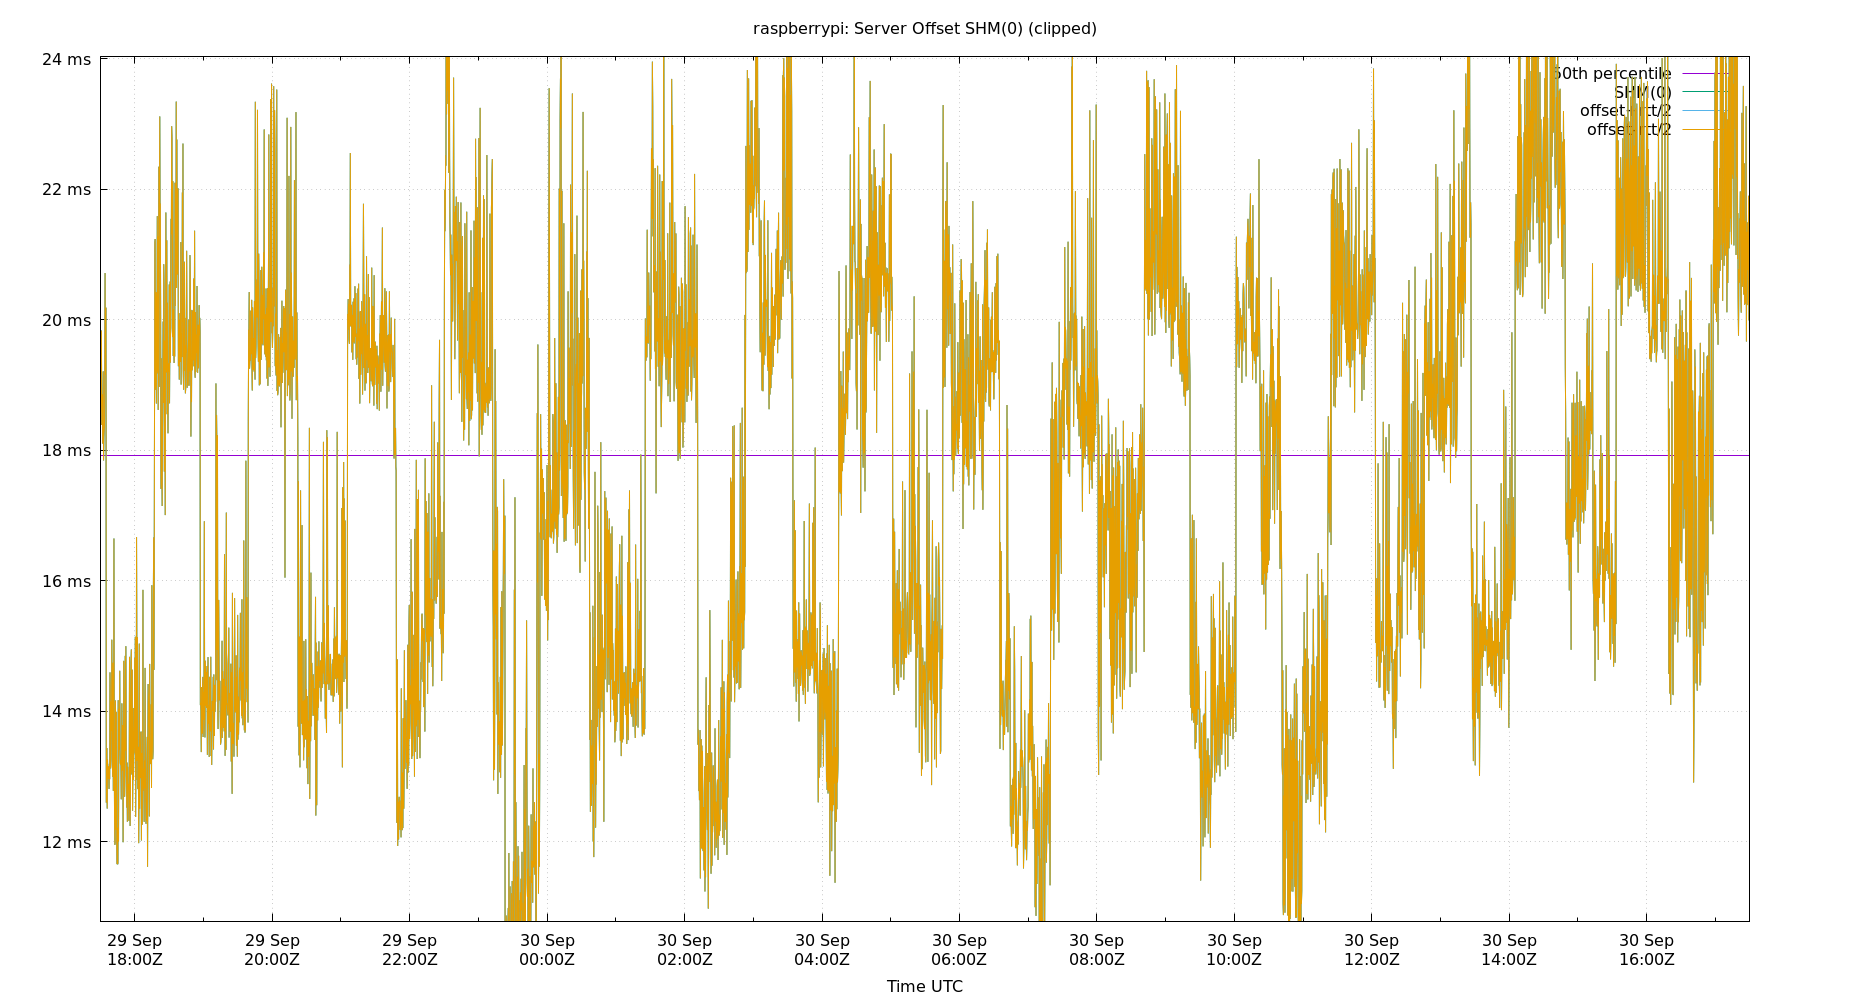 raspberrypi: Server Offset SHM(0) (clipped)
24 ms
22 ms
20 ms
18 ms
16 ms
14 ms
12 ms
50th percentile
SHM(0)
offset-rtt/2
29 Sep 29 Sep 29 Sep 30 Sep 30 Sep 30 Sep 30 Sep 30 Sep 30 Sep 30 Sep 30 Sep 30 Sep
18:00Z 20:00Z 22:00Z 00:00Z 02:00Z 04:00Z 06:00Z 08:00Z 10:00Z 12:00Z 14:00Z 16:00Z
Time UTC